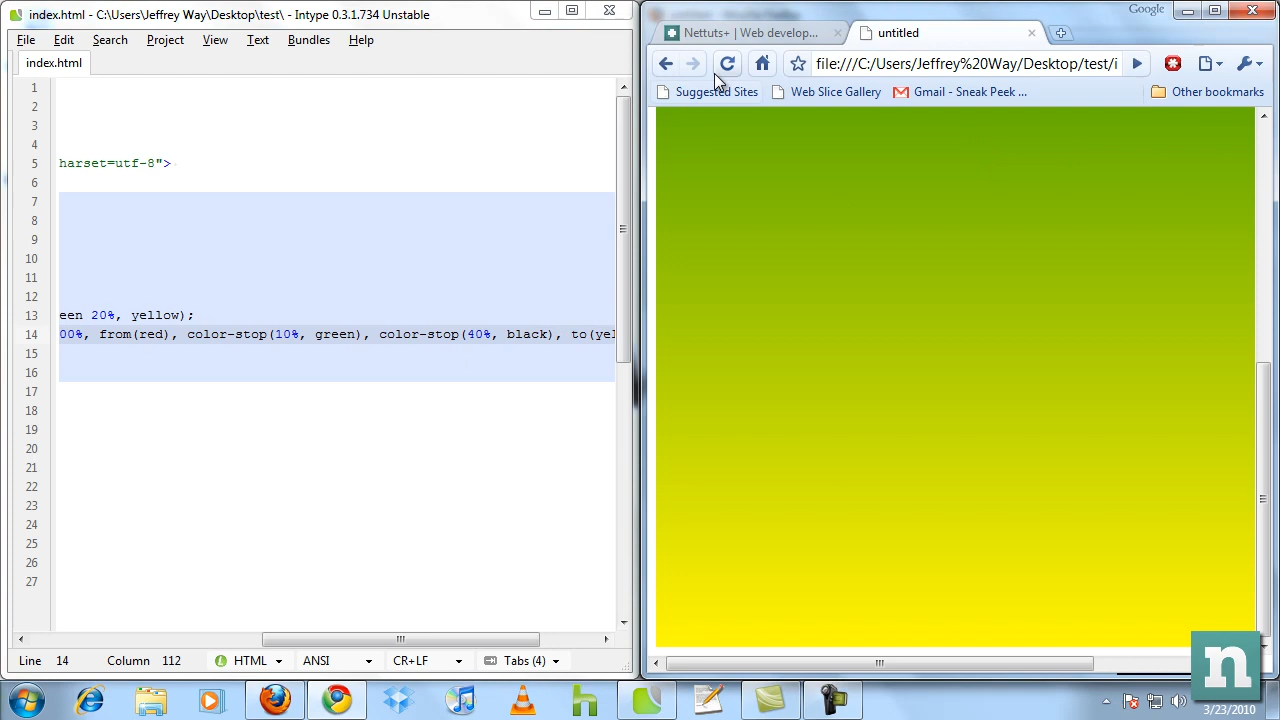 index.html - C:\Users\Jeffrey Way\Desktop\test\ - Intype 0.3.1.734 Unstable
File Edit Search Project View Text Bundles Help
index.html
1
2
3
4
5 harset=utf-8">
6
7
8
9
10
11
12
13 een 20%, yellow);
14 00%, from(red), color-stop(10%, green), color-stop(40%, black), to(yel
15
16
17
18
19
20
21
22
23
24
25
26
27
Line 14 Column 112 HTML ANSI CR+LF Tabs (4)
Google
Nettuts+ | Web develop... untitled
file:///C:/Users/Jeffrey%20Way/Desktop/test/i
Suggested Sites Web Slice Gallery Gmail - Sneak Peek ... Other bookmarks
n
3/23/2010